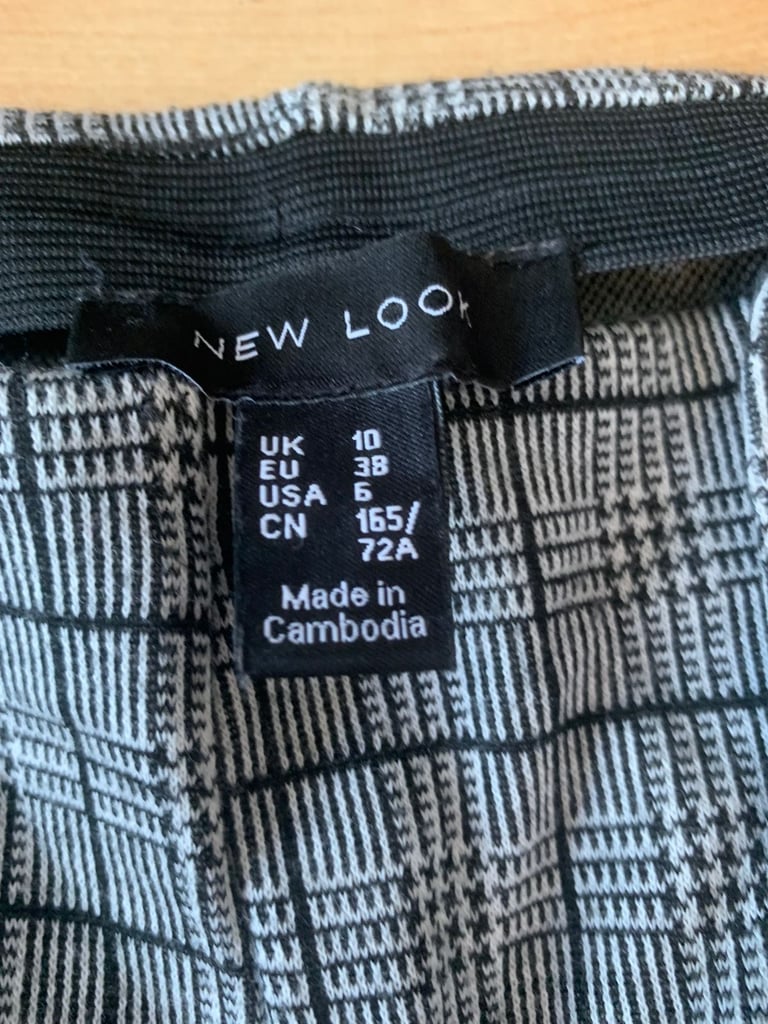 NEW LOOK
UK 10
EU 38
USA 6
CN 165/
72A
Made in
Cambodia